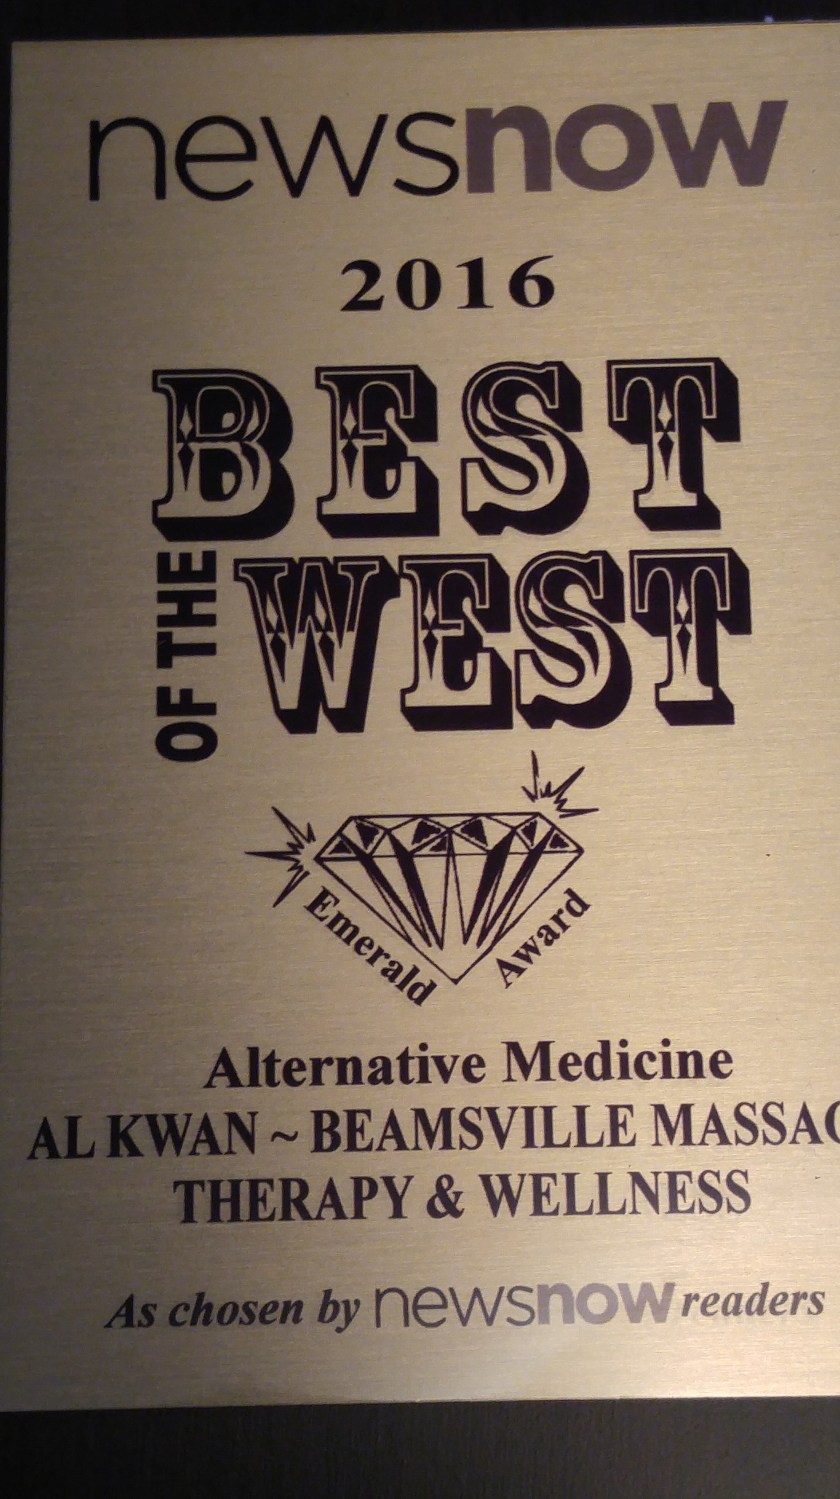 newsnow
2016
BEST
OF THE WEST
Emerald Award
Alternative Medicine
AL KWAN ~ BEAMSVILLE
THERAPY & WELLNESS
As chosen by newsnow readers